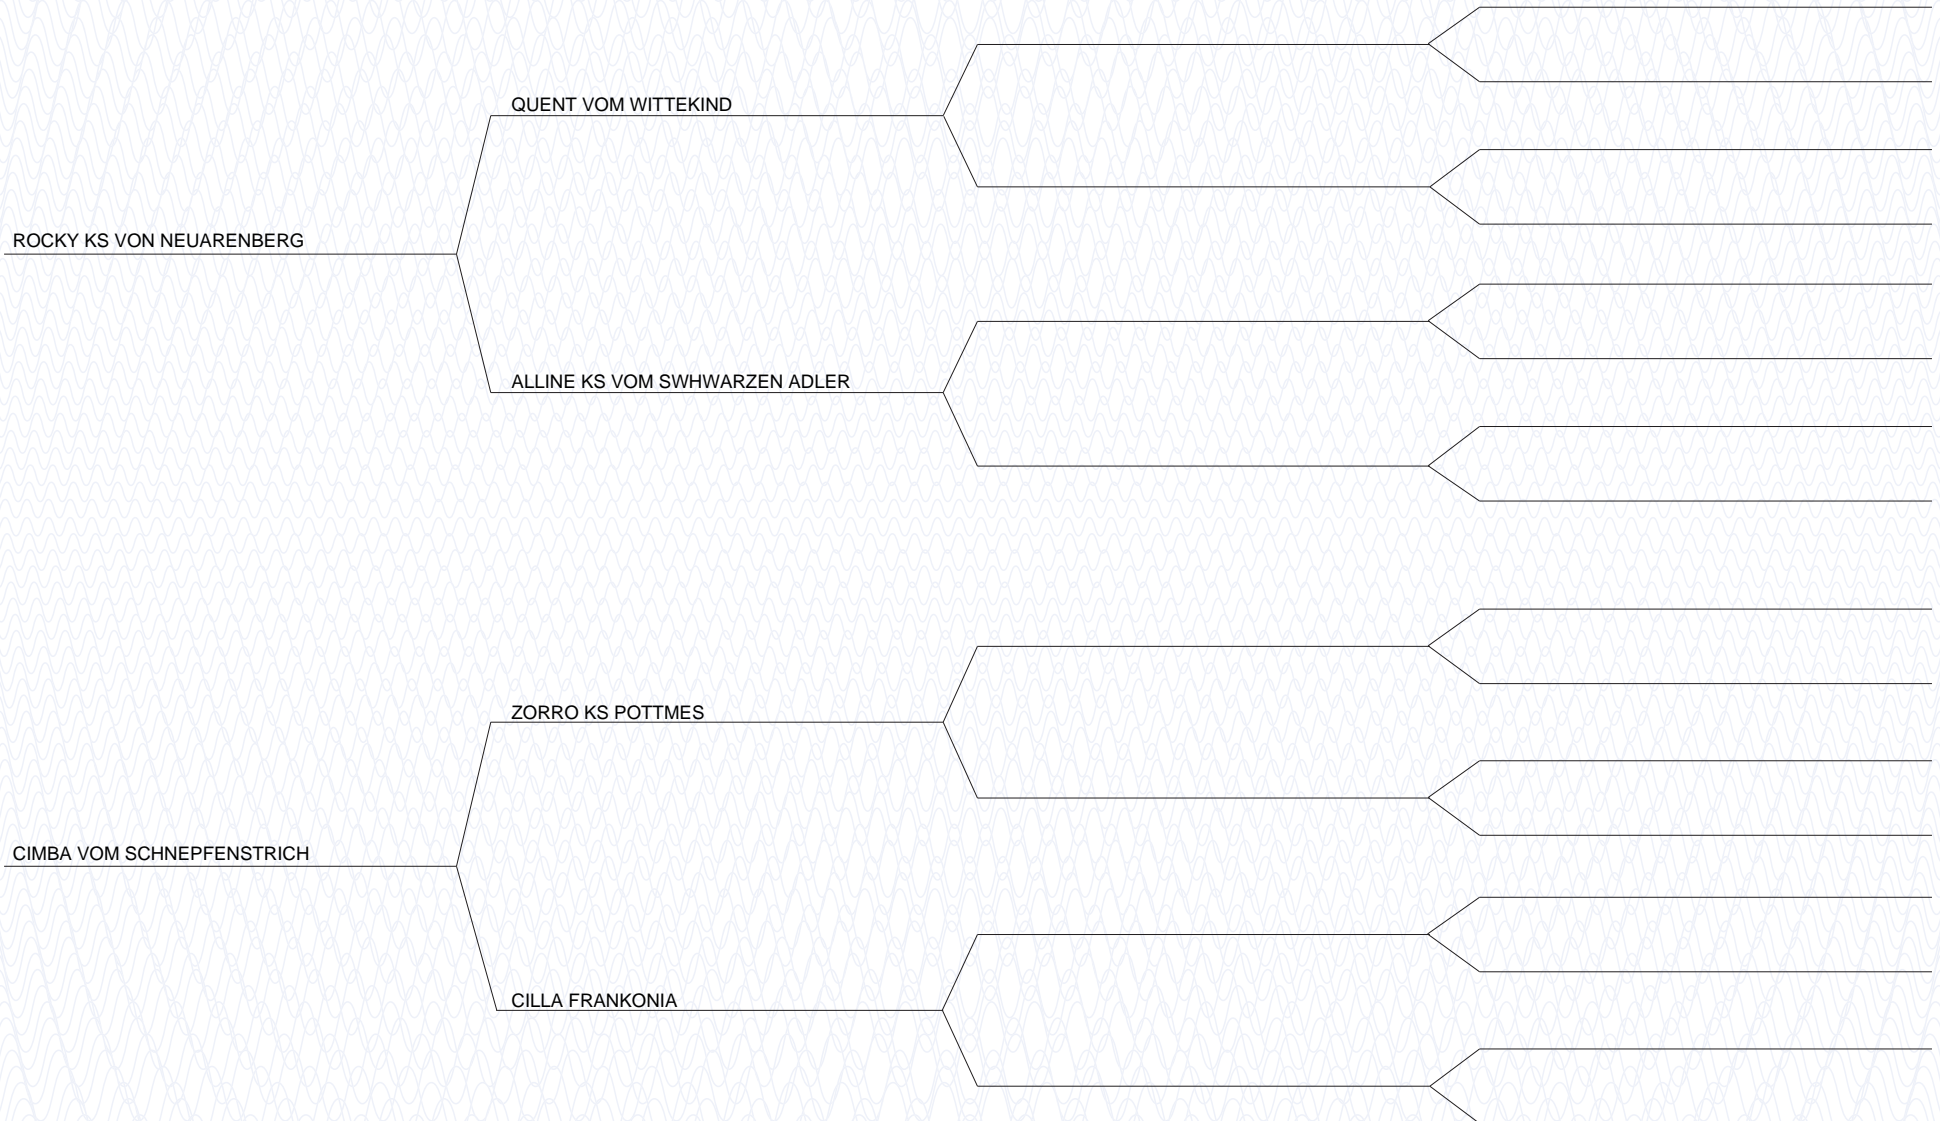 QUENT VOM WITTEKIND
ROCKY KS VON NEUARENBERG
ALLINE KS VOM SWHWARZEN ADLER
ZORRO KS POTTMES
CIMBA VOM SCHNEPFENSTRICH
CILLA FRANKONIA